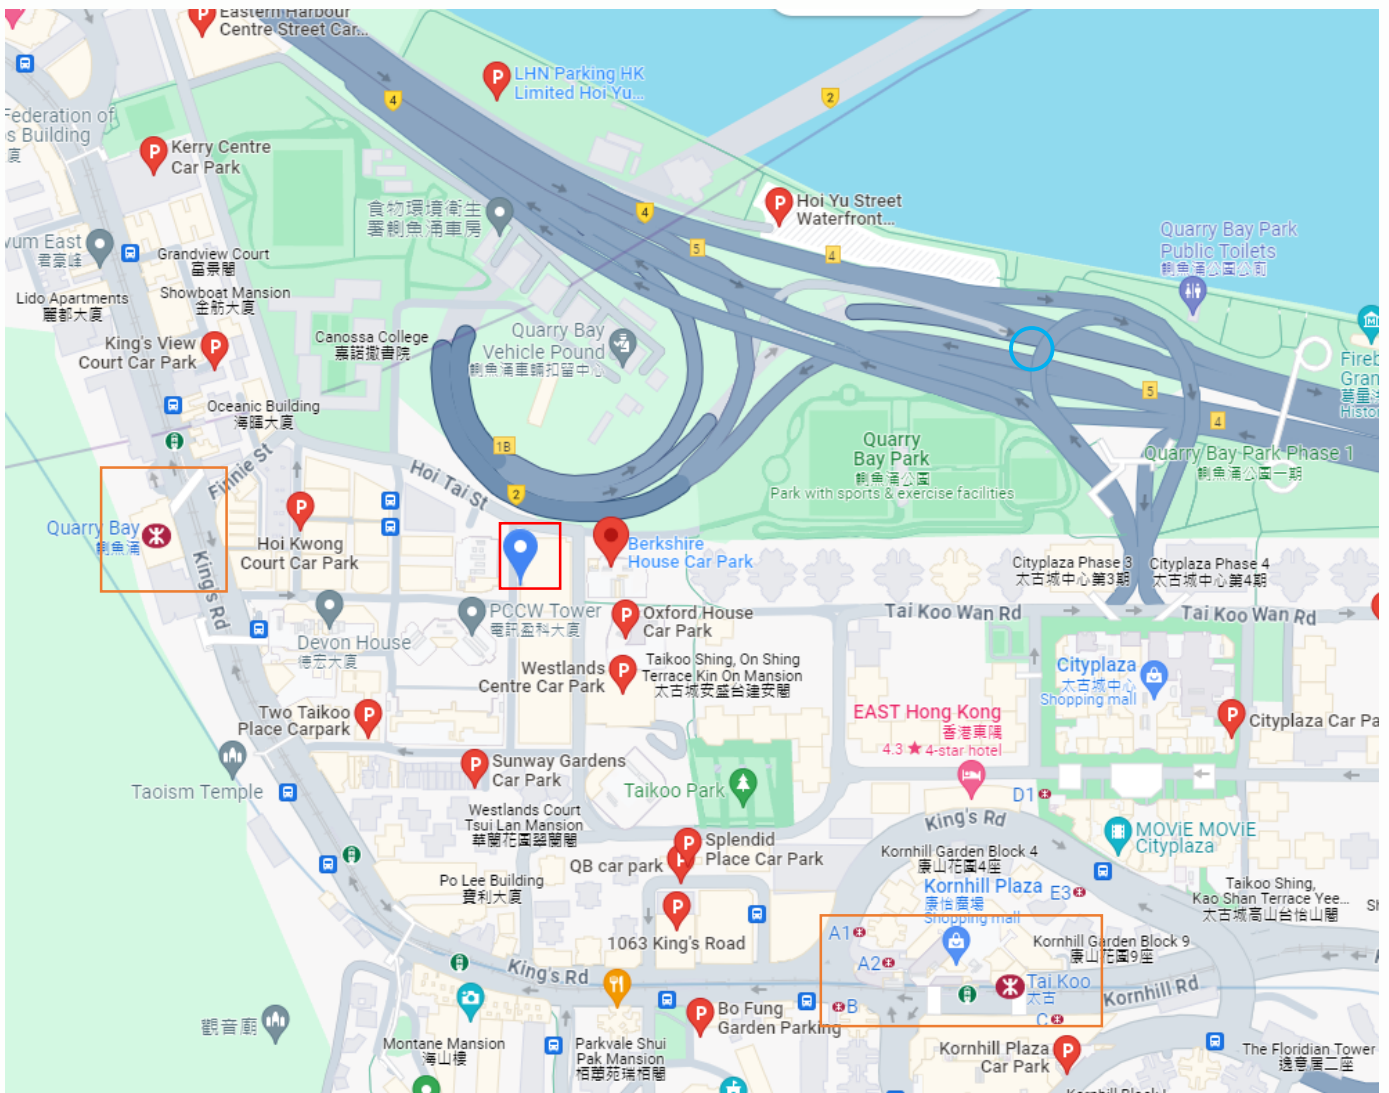 Eastern Harbour
Centre Street Car...
4
LHN Parking HK
Limited Hoi Yu...
2
Federation of
s Building
廈
P
Kerry Centre
Car Park
食物環境衛生
署鰂魚涌車房
4
5
4
Hoi Yu Street
Waterfront...
Quarry Bay Park
Public Toilets
鰂魚涌公園公廁
vum East
君豪峰
Grandview Court
富景閣
Lido Apartments
麗都大廈
Showboat Mansion
金舫大廈
King's View
Court Car Park
Canossa College
嘉諾撒書院
Quarry Bay
Vehicle Pound
鰂魚涌車輛扣留中心
Fireb
Gran
Histo
5
4
Oceanic Building
海暉大廈
1B
Quarry
Bay Park
鰂魚涌公園
Park with sports & exercise facilities
Quarry Bay Park Phase 1
鰂魚涌公園一期
Finnie St
Hoi Tai St
2
Quarry Bay
鰂魚涌
King's Rd
Hoi Kwong
Court Car Park
Berkshire
House Car Park
Cityplaza Phase 3
太古城中心第3期
Cityplaza Phase 4
太古城中心第4期
PCCW Tower
電訊盈科大廈
Oxford House
Car Park
Tai Koo Wan Rd
Tai Koo Wan Rd
Devon House
德宏大廈
Westlands
Centre Car Park
Taikoo Shing, On Shing
Terrace Kin On Mansion
太古城安盛台建安閣
Cityplaza
太古城中心
Shopping mall
Two Taikoo
Place Carpark
EAST Hong Kong
香港東隅
4.3 ★ 4-star hotel
Cityplaza Car Pa
Sunway Gardens
Car Park
Taikoo Park
Taoism Temple
D1
Westlands Court
Tsui Lan Mansion
華蘭花園翠蘭閣
King's Rd
MOViE MOViE
Cityplaza
Splendid
Place Car Park
QB car park
Kornhill Garden Block 4
康山花園4座
Po Lee Building
寶利大廈
Kornhill Plaza
康怡廣場
Shopping mall
E3
Taikoo Shing,
Kao Shan Terrace Yee...
太古城高山台怡山閣
Sh
1063 King's Road
A1
Kornhill Garden Block 9
康山花園9座
A2
King's Rd
Tai Koo
太古
Kornhill Rd
B
Bo Fung
Garden Parking
C
觀音廟
Montane Mansion
海山樓
Parkvale Shui
Pak Mansion
柏蕙苑瑞柏閣
Kornhill Plaza
Car Park
The Floridian Tower
逸意居二座